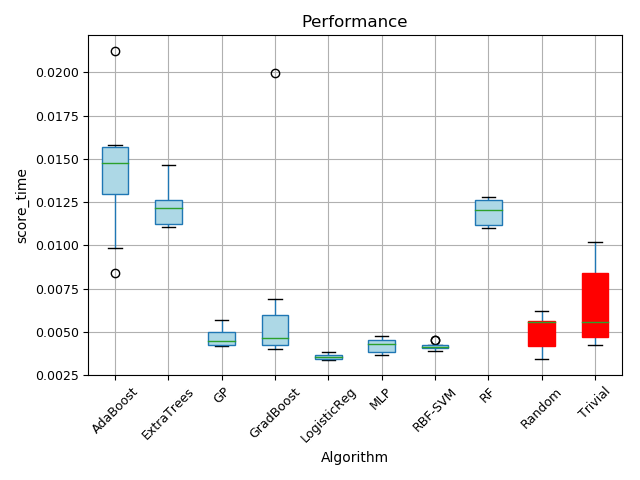 Performance
score_time
0.0200
0.0175
0.0150
0.0125
0.0100
0.0075
0.0050
0.0025
AdaBoost
ExtraTrees
GP
GradBoost
LogisticReg
MLP
RBF-SVM
RF
Random
Trivial
Algorithm